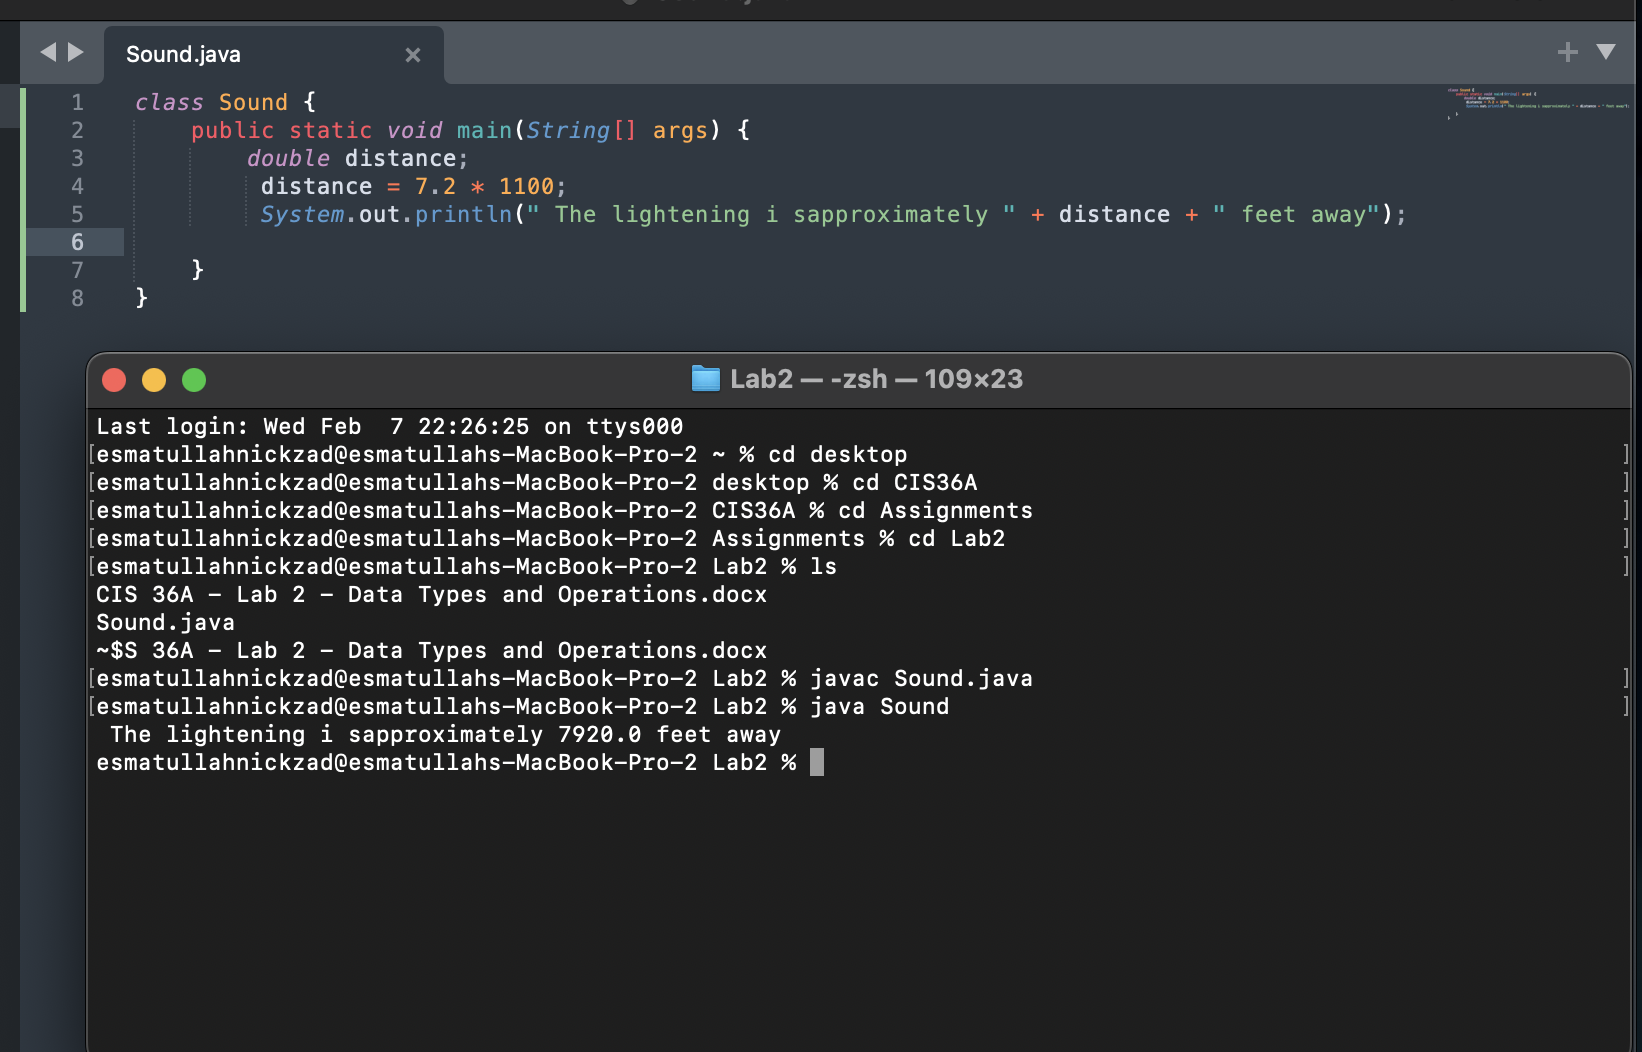 Sound.java ×
1 class Sound {
2 public static void main(String[] args) {
3 double distance;
4 distance = 7.2 * 1100;
5 System.out.println(" The lightening i sapproximately " + distance + " feet away");
6
7 }
8 }
Lab2 — -zsh — 109×23
Last login: Wed Feb  7 22:26:25 on ttys000
[esmatullahnickzad@esmatullahs-MacBook-Pro-2 ~ % cd desktop ]
[esmatullahnickzad@esmatullahs-MacBook-Pro-2 desktop % cd CIS36A ]
[esmatullahnickzad@esmatullahs-MacBook-Pro-2 CIS36A % cd Assignments ]
[esmatullahnickzad@esmatullahs-MacBook-Pro-2 Assignments % cd Lab2 ]
[esmatullahnickzad@esmatullahs-MacBook-Pro-2 Lab2 % ls ]
CIS 36A - Lab 2 - Data Types and Operations.docx
Sound.java
~$S 36A - Lab 2 - Data Types and Operations.docx
[esmatullahnickzad@esmatullahs-MacBook-Pro-2 Lab2 % javac Sound.java ]
[esmatullahnickzad@esmatullahs-MacBook-Pro-2 Lab2 % java Sound ]
The lightening i sapproximately 7920.0 feet away
esmatullahnickzad@esmatullahs-MacBook-Pro-2 Lab2 %